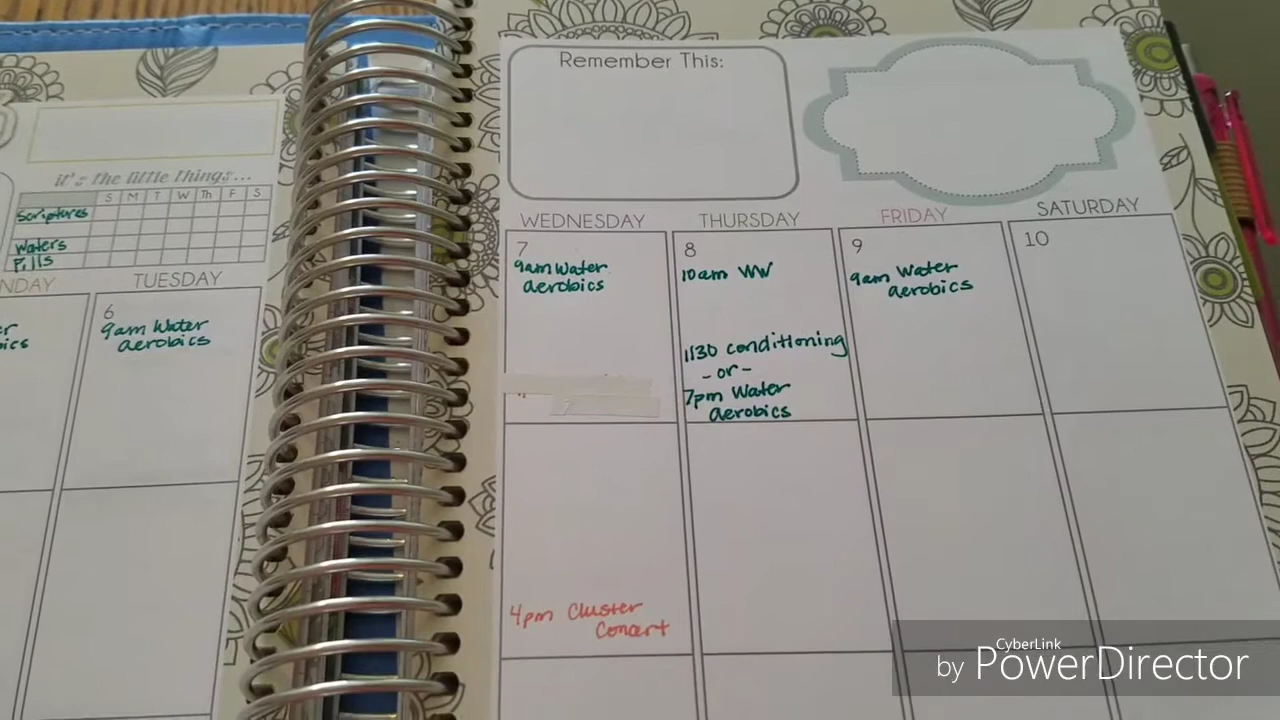 it's the little things...
S M T W Th F S
Scriptures
Waters
Pills
TUESDAY
6
9am Water
aerobics
Remember This:
WEDNESDAY THURSDAY FRIDAY SATURDAY
7
9am Water
aerobics
4pm Cluster
Concert
8
10am WW
1130 conditioning
-or-
7pm Water
aerobics
9
9am Water
aerobics
10
CyberLink
by PowerDirector